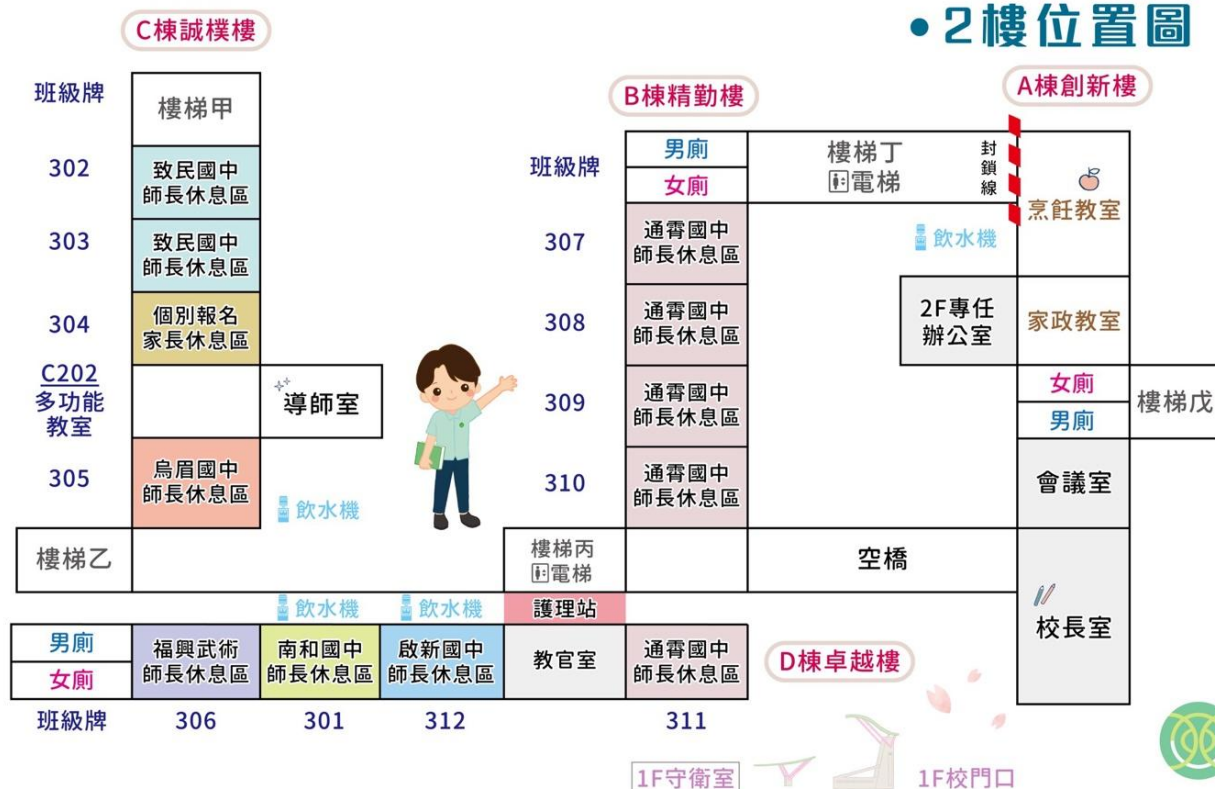 • 2樓位置圖
C棟誠樸樓
班級牌
樓梯甲
302
致民國中
師長休息區
303
致民國中
師長休息區
304
個別報名
家長休息區
C202
多功能
教室
導師室
305
烏眉國中
師長休息區
飲水機
樓梯乙
B棟精勤樓
班級牌
男廁
女廁
樓梯丁
電梯
封鎖線
307
通霄國中
師長休息區
308
通霄國中
師長休息區
309
通霄國中
師長休息區
310
通霄國中
師長休息區
樓梯丙
電梯
空橋
A棟創新樓
烹飪教室
飲水機
2F專任
辦公室
家政教室
女廁
男廁
樓梯戊
會議室
校長室
飲水機
飲水機
護理站
男廁
女廁
福興武術
師長休息區
南和國中
師長休息區
啟新國中
師長休息區
教官室
通霄國中
師長休息區
D棟卓越樓
班級牌
306
301
312
311
1F守衛室
1F校門口